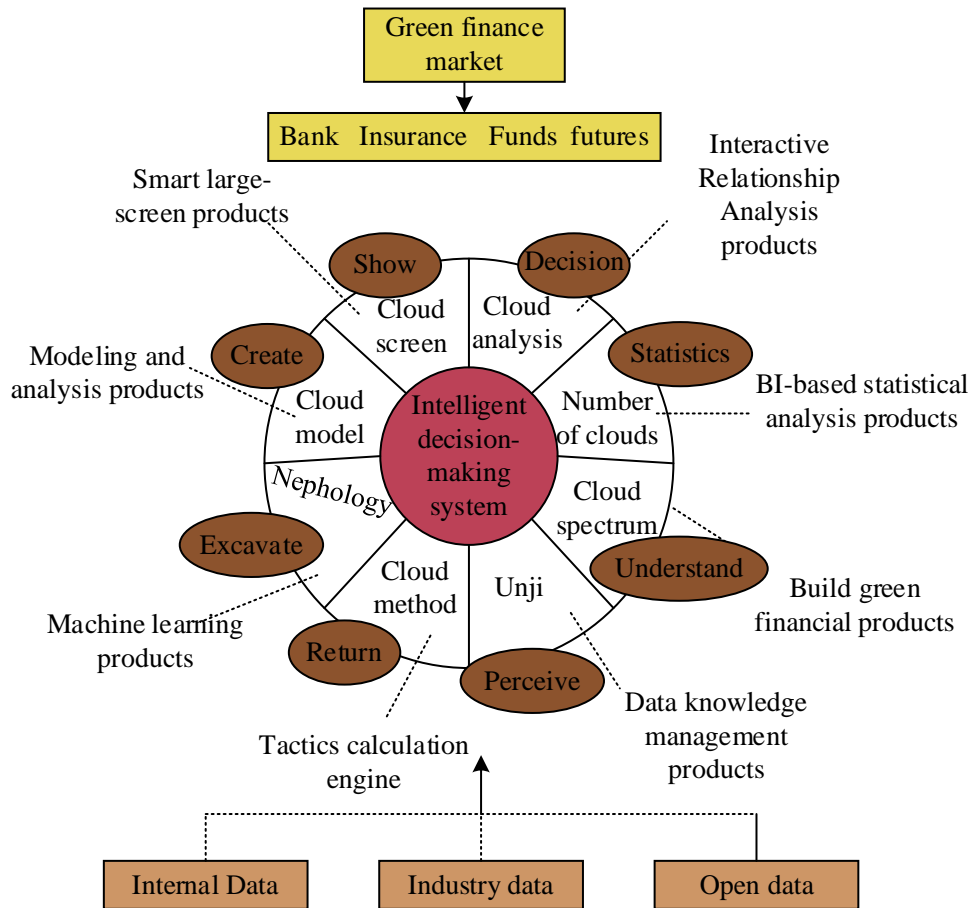 Green finance
market
Bank Insurance Funds futures
Interactive
Relationship
Analysis
products
Smart large-
screen products
Show
Decision
Cloud
screen
Cloud
analysis
Create
Statistics
Modeling and
analysis products
BI-based statistical
analysis products
Cloud
model
Intelligent
decision-
making
system
Number
of clouds
Nephology
Cloud
spectrum
Excavate
Understand
Cloud
method
Unji
Build green
financial products
Machine learning
products
Return
Perceive
Data knowledge
management
products
Tactics calculation
engine
Internal Data
Industry data
Open data